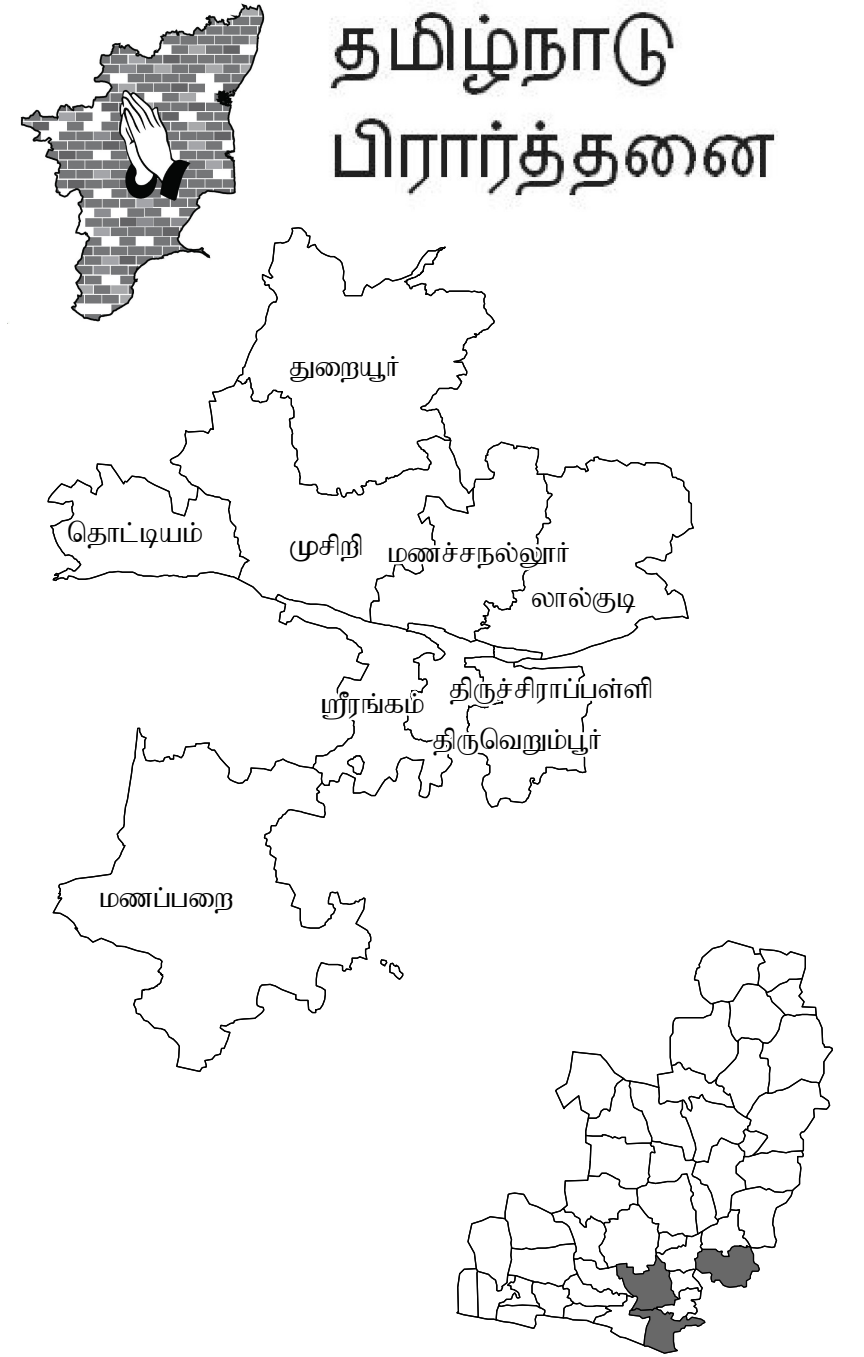 தமிழ்நாடு
பிரார்த்தனை
துறையூர்
தொட்டியம்
முசிறி
மணச்சநல்லூர்
லால்குடி
ஸ்ரீரங்கம்
திருச்சிராப்பள்ளி
திருவெறும்பூர்
மணப்பறை